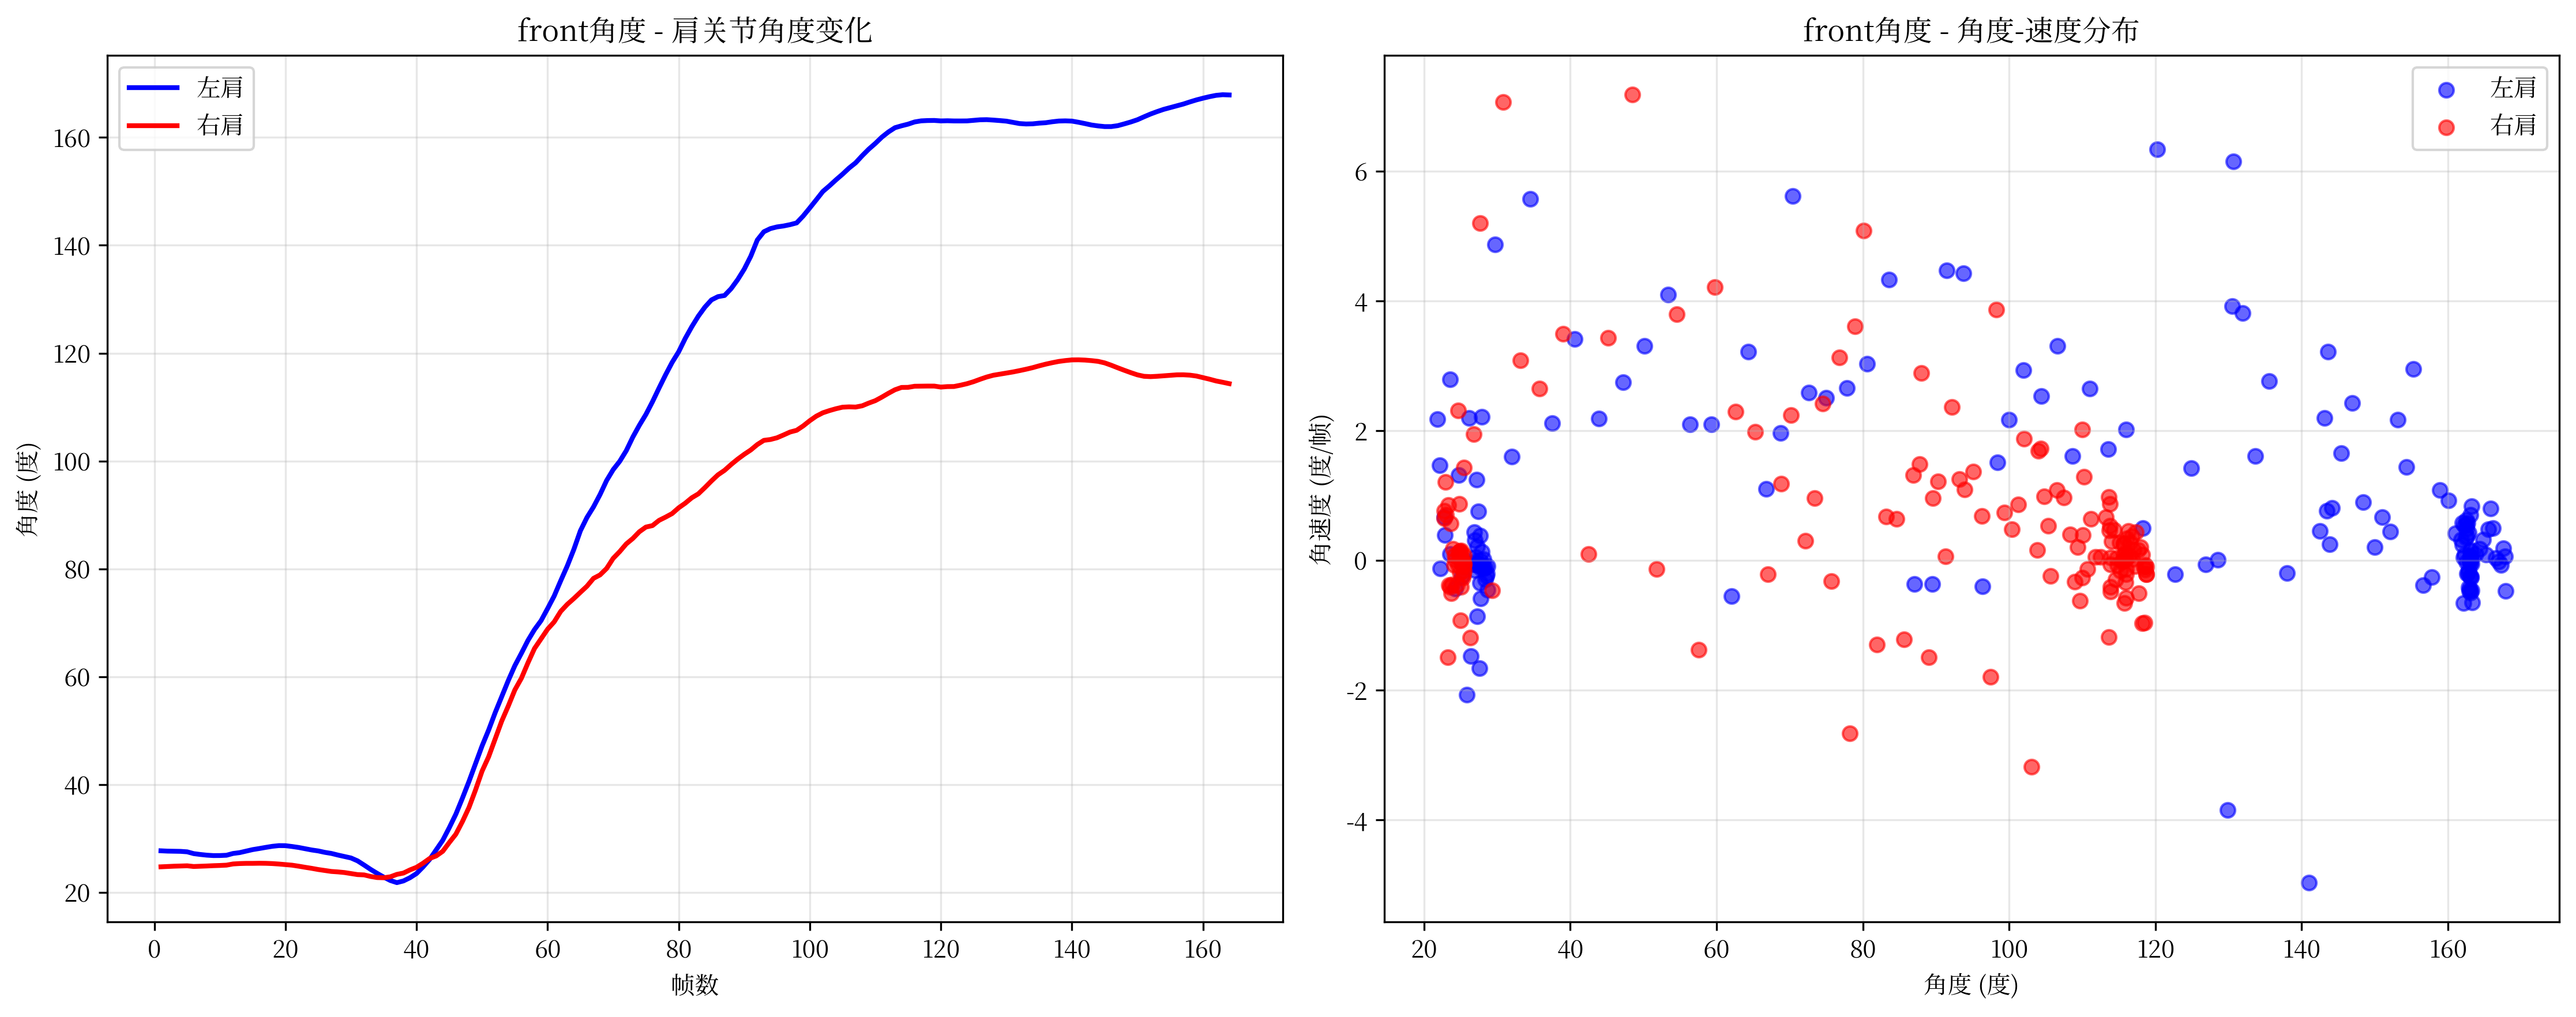 front角度 - 肩关节角度变化
左肩
右肩
角度 (度)
160
140
120
100
80
60
40
20
0 20 40 60 80 100 120 140 160
帧数
front角度 - 角度-速度分布
左肩
右肩
角速度 (度/帧)
6
4
2
0
-2
-4
20 40 60 80 100 120 140 160
角度 (度)